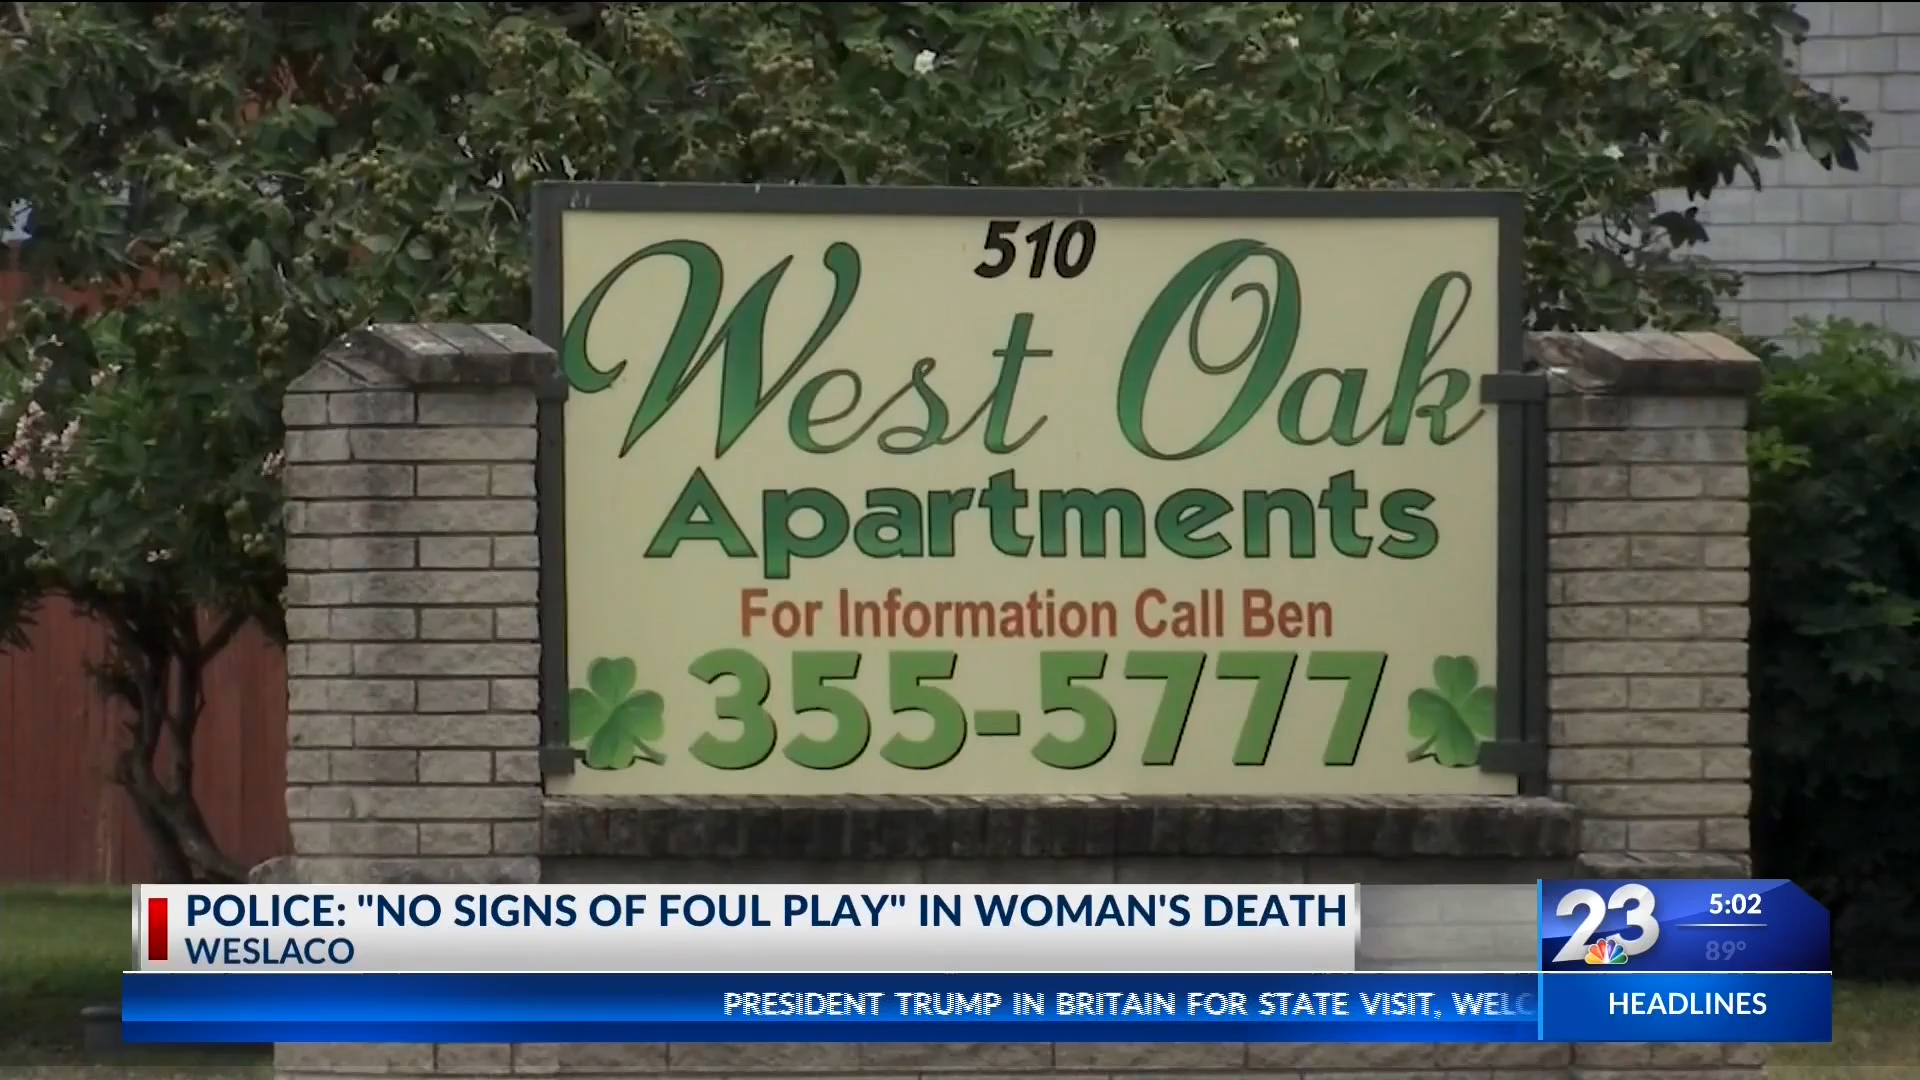 510
West Oak
Apartments
For Information Call Ben
355-5777
POLICE: "NO SIGNS OF FOUL PLAY" IN WOMAN'S DEATH
WESLACO
23
5:02
89°
PRESIDENT TRUMP IN BRITAIN FOR STATE VISIT,
HEADLINES